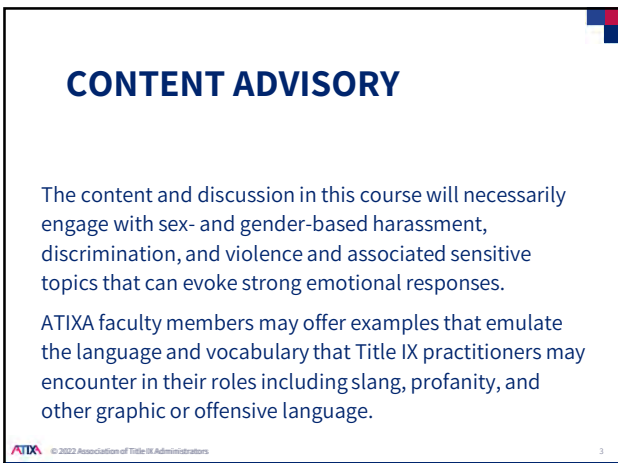 CONTENT ADVISORY
The content and discussion in this course will necessarily
engage with sex- and gender-based harassment,
discrimination, and violence and associated sensitive
topics that can evoke strong emotional responses.
ATIXA faculty members may offer examples that emulate
the language and vocabulary that Title IX practitioners may
encounter in their roles including slang, profanity, and
other graphic or offensive language.
ATIXA © 2022 Association of Title IX Administrators 3